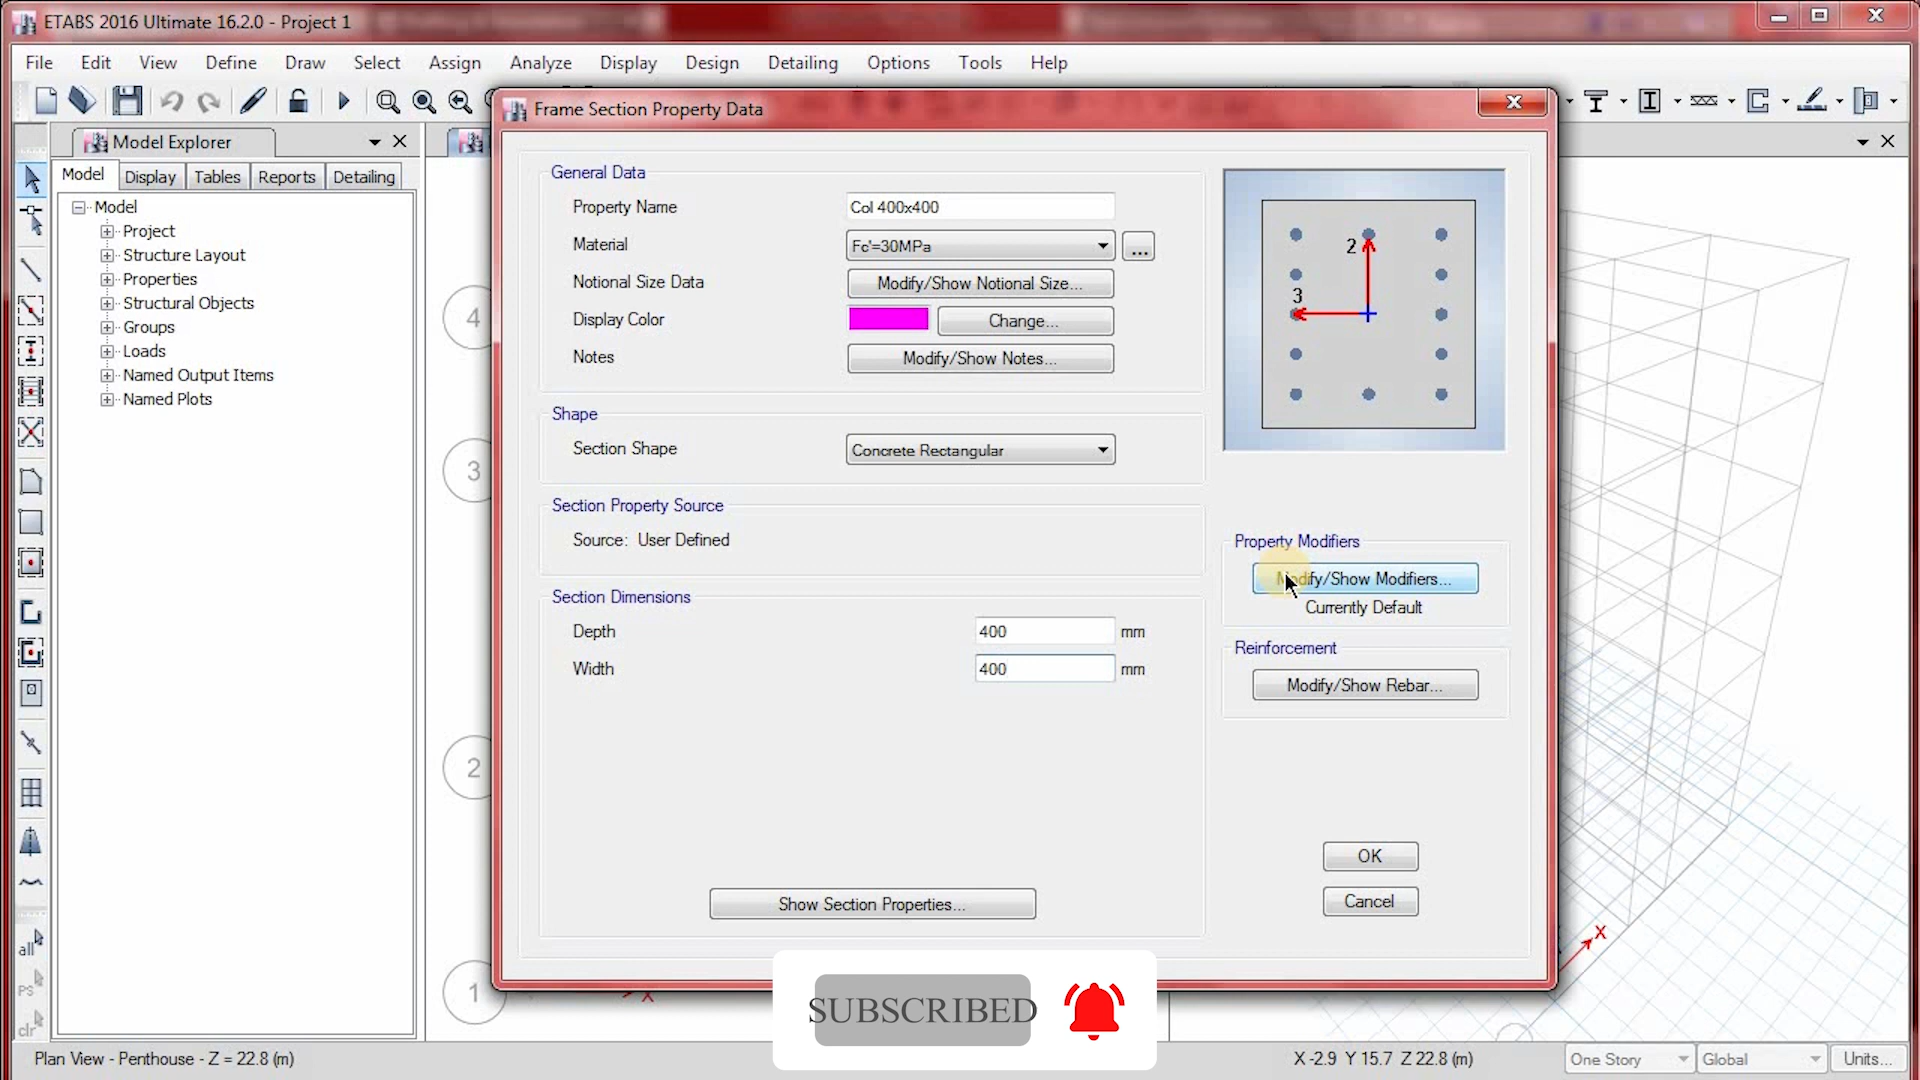 ETABS 2016 Ultimate 16.2.0 - Project 1
File Edit View Define Draw Select Assign Analyze Display Design Detailing Options Tools Help
Model Explorer
Model Display Tables Reports Detailing
Model
Project
Structure Layout
Properties
Structural Objects
Groups
Loads
Named Output Items
Named Plots
all
PS
clr
4
3
2
1
X
Frame Section Property Data
General Data
Property Name Col 400x400
Material Fc'=30MPa ...
Notional Size Data Modify/Show Notional Size...
Display Color Change...
Notes Modify/Show Notes...
Shape
Section Shape Concrete Rectangular
Section Property Source
Source: User Defined
Section Dimensions
Depth 400 mm
Width 400 mm
Show Section Properties...
2
3
Property Modifiers
Modify/Show Modifiers...
Currently Default
Reinforcement
Modify/Show Rebar...
OK
Cancel
X
SUBSCRIBED
Plan View - Penthouse - Z = 22.8 (m) X -2.9 Y 15.7 Z 22.8 (m) One Story Global Units...